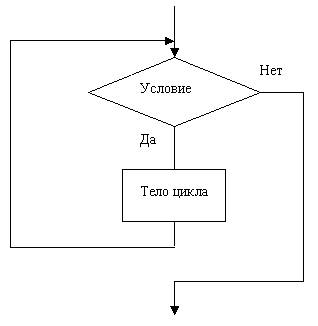 Нет
Условие
Да
Тело цикла